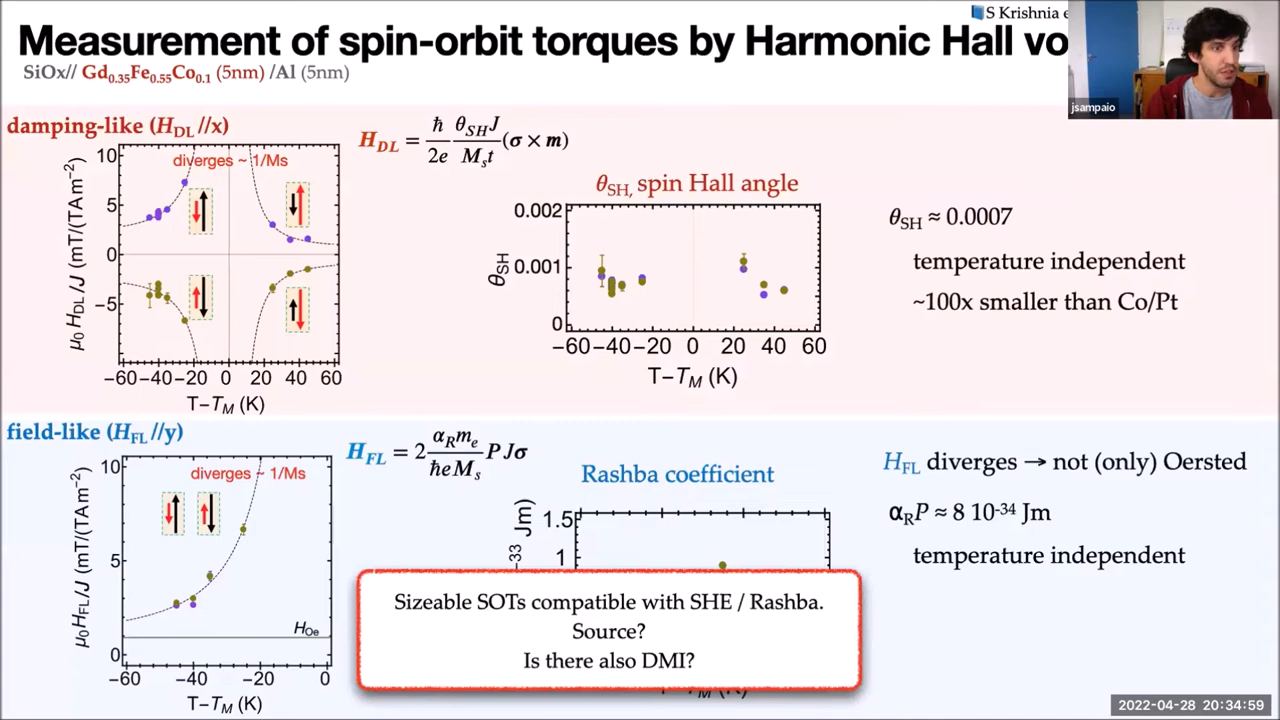 S Krishnia e
Measurement of spin-orbit torques by Harmonic Hall vo
SiOx// Gd0.35Fe0.55Co0.1 (5nm) /Al (5nm)
jsampaio
damping-like (HDL //x)
HDL = ħ/2e θSHJ/Mst (σ × m)
diverges ~ 1/Ms
μ0 HDL/J (mT/(TAm⁻²)
10
5
0
−5
−60 −40 −20 0 20 40 60
T−TM (K)
θSH, spin Hall angle
θSH
0.002
0.001
0
−60 −40 −20 0 20 40 60
T−TM (K)
θSH ≈ 0.0007
temperature independent
~100x smaller than Co/Pt
field-like (HFL //y)
HFL = 2 αRme/ħeMs PJσ
diverges ~ 1/Ms
μ0HFL/J (mT/(TAm⁻²)
10
5
0
HOe
−60 −40 −20 0
T−TM (K)
Rashba coefficient
⁻³³ Jm)
1.5
1
HFL diverges → not (only) Oersted
αRP ≈ 8 10⁻³⁴ Jm
temperature independent
Sizeable SOTs compatible with SHE / Rashba.
Source?
Is there also DMI?
2022-04-28 20:34:59